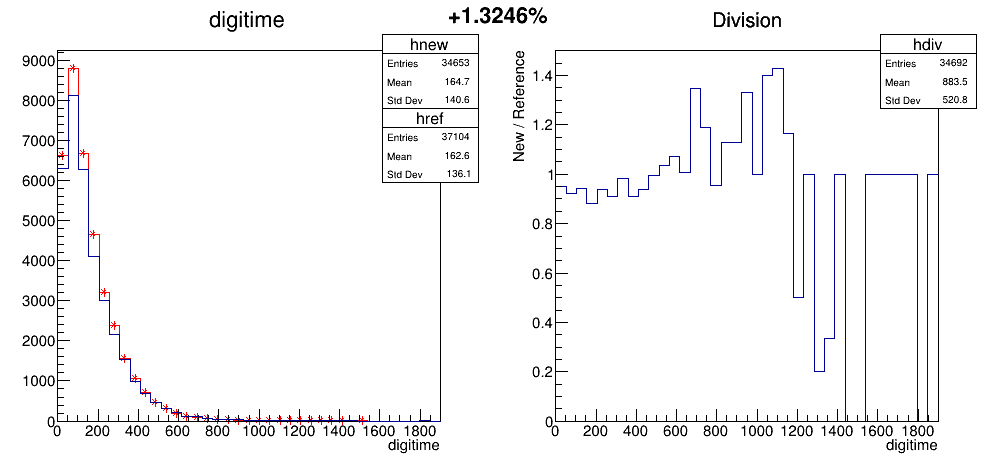 +1.3246%
digitime
hnew
Entries 34653
Mean 164.7
Std Dev 140.6
href
Entries 37104
Mean 162.6
Std Dev 136.1
9000
8000
7000
6000
5000
4000
3000
2000
1000
0
0 200 400 600 800 1000 1200 1400 1600 1800
digitime
Division
hdiv
Entries 34692
Mean 883.5
Std Dev 520.8
New / Reference
1.4
1.2
1
0.8
0.6
0.4
0.2
0
0 200 400 600 800 1000 1200 1400 1600 1800
digitime